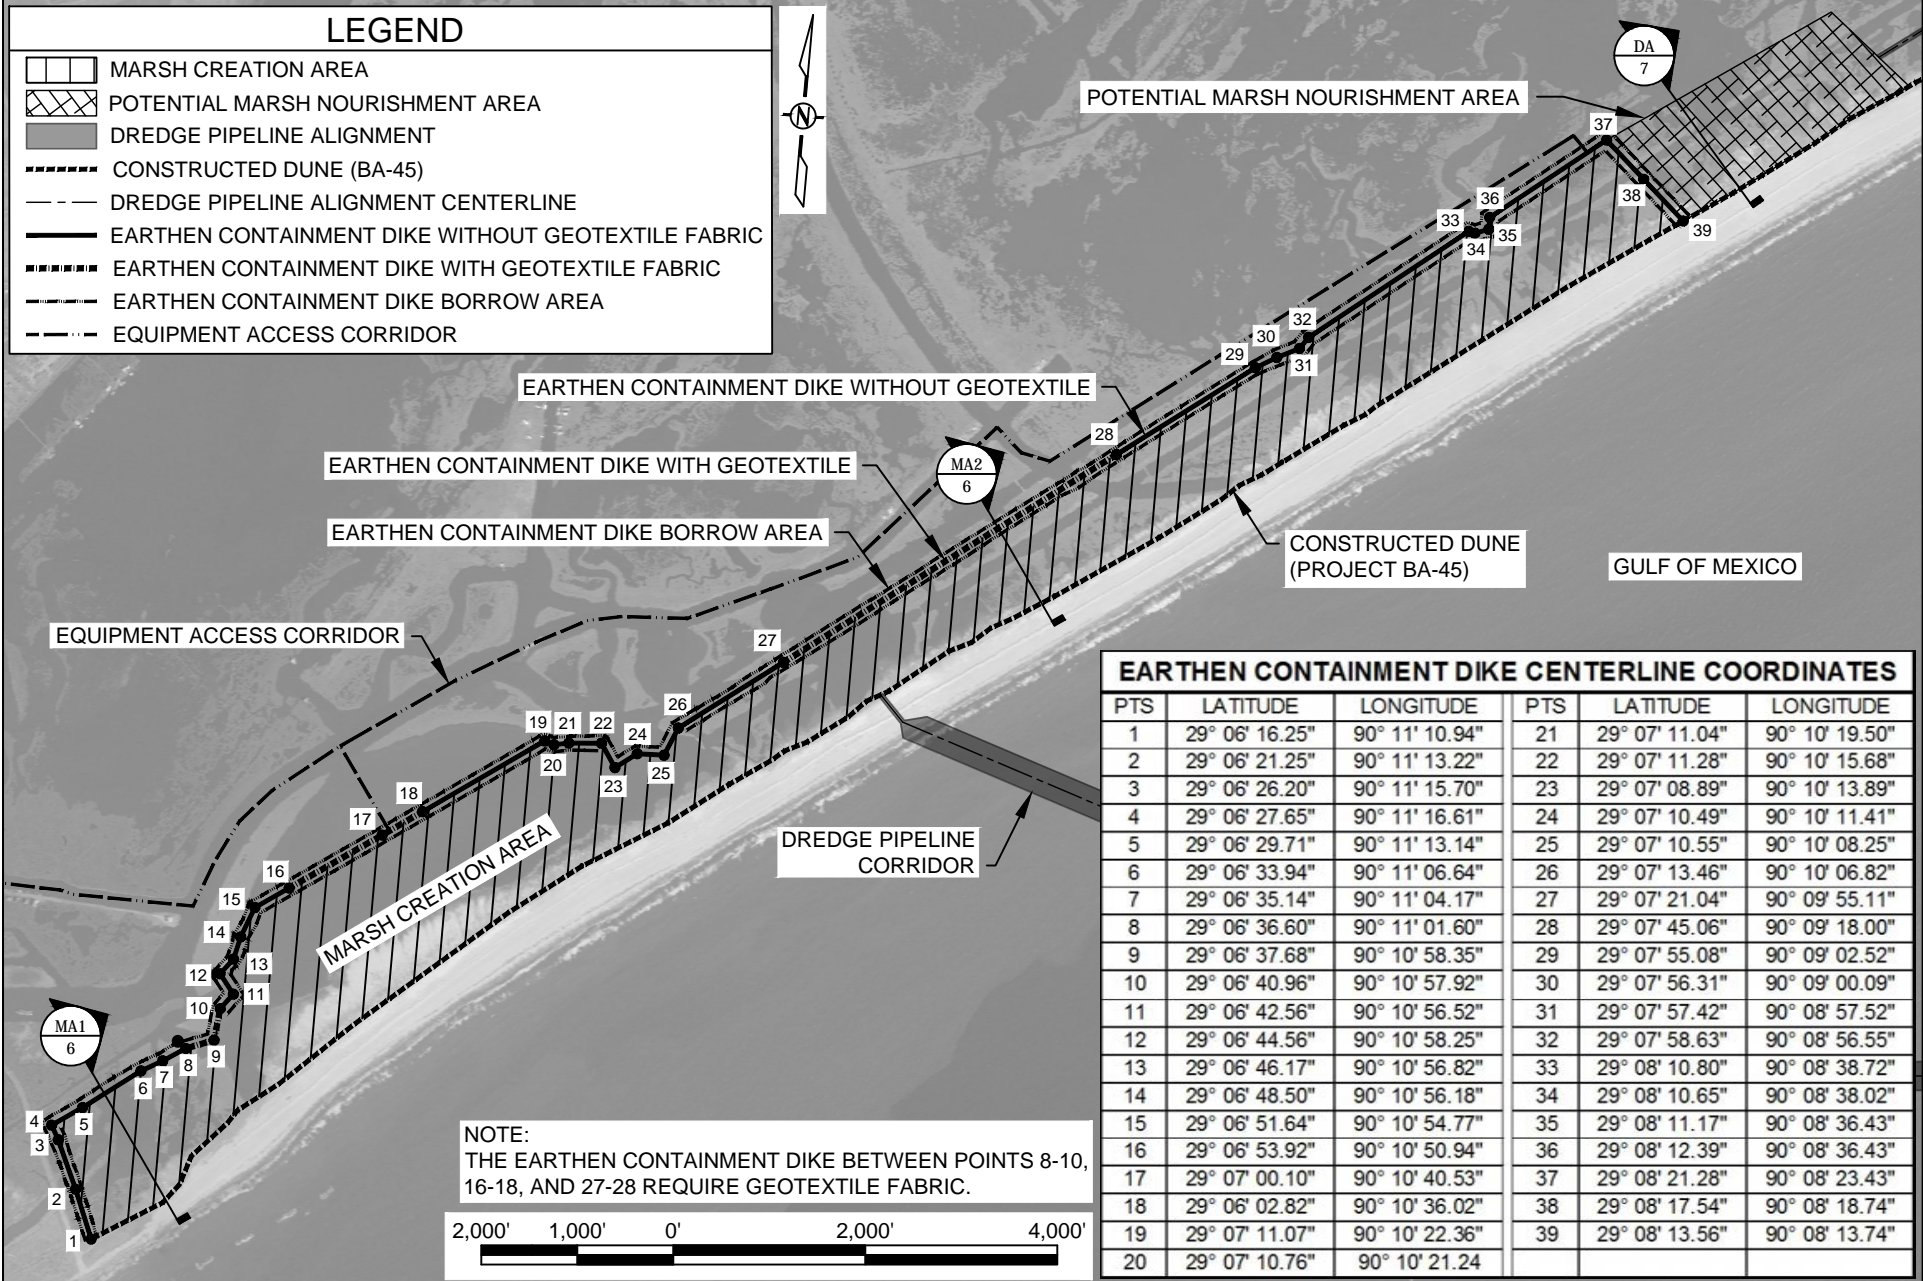 LEGEND
MARSH CREATION AREA
POTENTIAL MARSH NOURISHMENT AREA
DREDGE PIPELINE ALIGNMENT
CONSTRUCTED DUNE (BA-45)
DREDGE PIPELINE ALIGNMENT CENTERLINE
EARTHEN CONTAINMENT DIKE WITHOUT GEOTEXTILE FABRIC
EARTHEN CONTAINMENT DIKE WITH GEOTEXTILE FABRIC
EARTHEN CONTAINMENT DIKE BORROW AREA
EQUIPMENT ACCESS CORRIDOR
N
DA
7
POTENTIAL MARSH NOURISHMENT AREA
37
38
39
36
33
35
34
32
30
29
31
EARTHEN CONTAINMENT DIKE WITHOUT GEOTEXTILE
28
EARTHEN CONTAINMENT DIKE WITH GEOTEXTILE
MA2
6
EARTHEN CONTAINMENT DIKE BORROW AREA
CONSTRUCTED DUNE
(PROJECT BA-45)
GULF OF MEXICO
EQUIPMENT ACCESS CORRIDOR
27
26
19
21
22
24
20
23
25
18
17
16
15
14
13
12
11
10
9
8
7
6
5
4
3
2
1
MARSH CREATION AREA
DREDGE PIPELINE
CORRIDOR
MA1
6
NOTE:
THE EARTHEN CONTAINMENT DIKE BETWEEN POINTS 8-10,
16-18, AND 27-28 REQUIRE GEOTEXTILE FABRIC.
2,000' 1,000' 0' 2,000' 4,000'
EARTHEN CONTAINMENT DIKE CENTERLINE COORDINATES
PTS LATITUDE LONGITUDE PTS LATITUDE LONGITUDE
1 29° 06' 16.25" 90° 11' 10.94" 21 29° 07' 11.04" 90° 10' 19.50"
2 29° 06' 21.25" 90° 11' 13.22" 22 29° 07' 11.28" 90° 10' 15.68"
3 29° 06' 26.20" 90° 11' 15.70" 23 29° 07' 08.89" 90° 10' 13.89"
4 29° 06' 27.65" 90° 11' 16.61" 24 29° 07' 10.49" 90° 10' 11.41"
5 29° 06' 29.71" 90° 11' 13.14" 25 29° 07' 10.55" 90° 10' 08.25"
6 29° 06' 33.94" 90° 11' 06.64" 26 29° 07' 13.46" 90° 10' 06.82"
7 29° 06' 35.14" 90° 11' 04.17" 27 29° 07' 21.04" 90° 09' 55.11"
8 29° 06' 36.60" 90° 11' 01.60" 28 29° 07' 45.06" 90° 09' 18.00"
9 29° 06' 37.68" 90° 10' 58.35" 29 29° 07' 55.08" 90° 09' 02.52"
10 29° 06' 40.96" 90° 10' 57.92" 30 29° 07' 56.31" 90° 09' 00.09"
11 29° 06' 42.56" 90° 10' 56.52" 31 29° 07' 57.42" 90° 08' 57.52"
12 29° 06' 44.56" 90° 10' 58.25" 32 29° 07' 58.63" 90° 08' 56.55"
13 29° 06' 46.17" 90° 10' 56.82" 33 29° 08' 10.80" 90° 08' 38.72"
14 29° 06' 48.50" 90° 10' 56.18" 34 29° 08' 10.65" 90° 08' 38.02"
15 29° 06' 51.64" 90° 10' 54.77" 35 29° 08' 11.17" 90° 08' 36.43"
16 29° 06' 53.92" 90° 10' 50.94" 36 29° 08' 12.39" 90° 08' 36.43"
17 29° 07' 00.10" 90° 10' 40.53" 37 29° 08' 21.28" 90° 08' 23.43"
18 29° 06' 02.82" 90° 10' 36.02" 38 29° 08' 17.54" 90° 08' 18.74"
19 29° 07' 11.07" 90° 10' 22.36" 39 29° 08' 13.56" 90° 08' 13.74"
20 29° 07' 10.76" 90° 10' 21.24